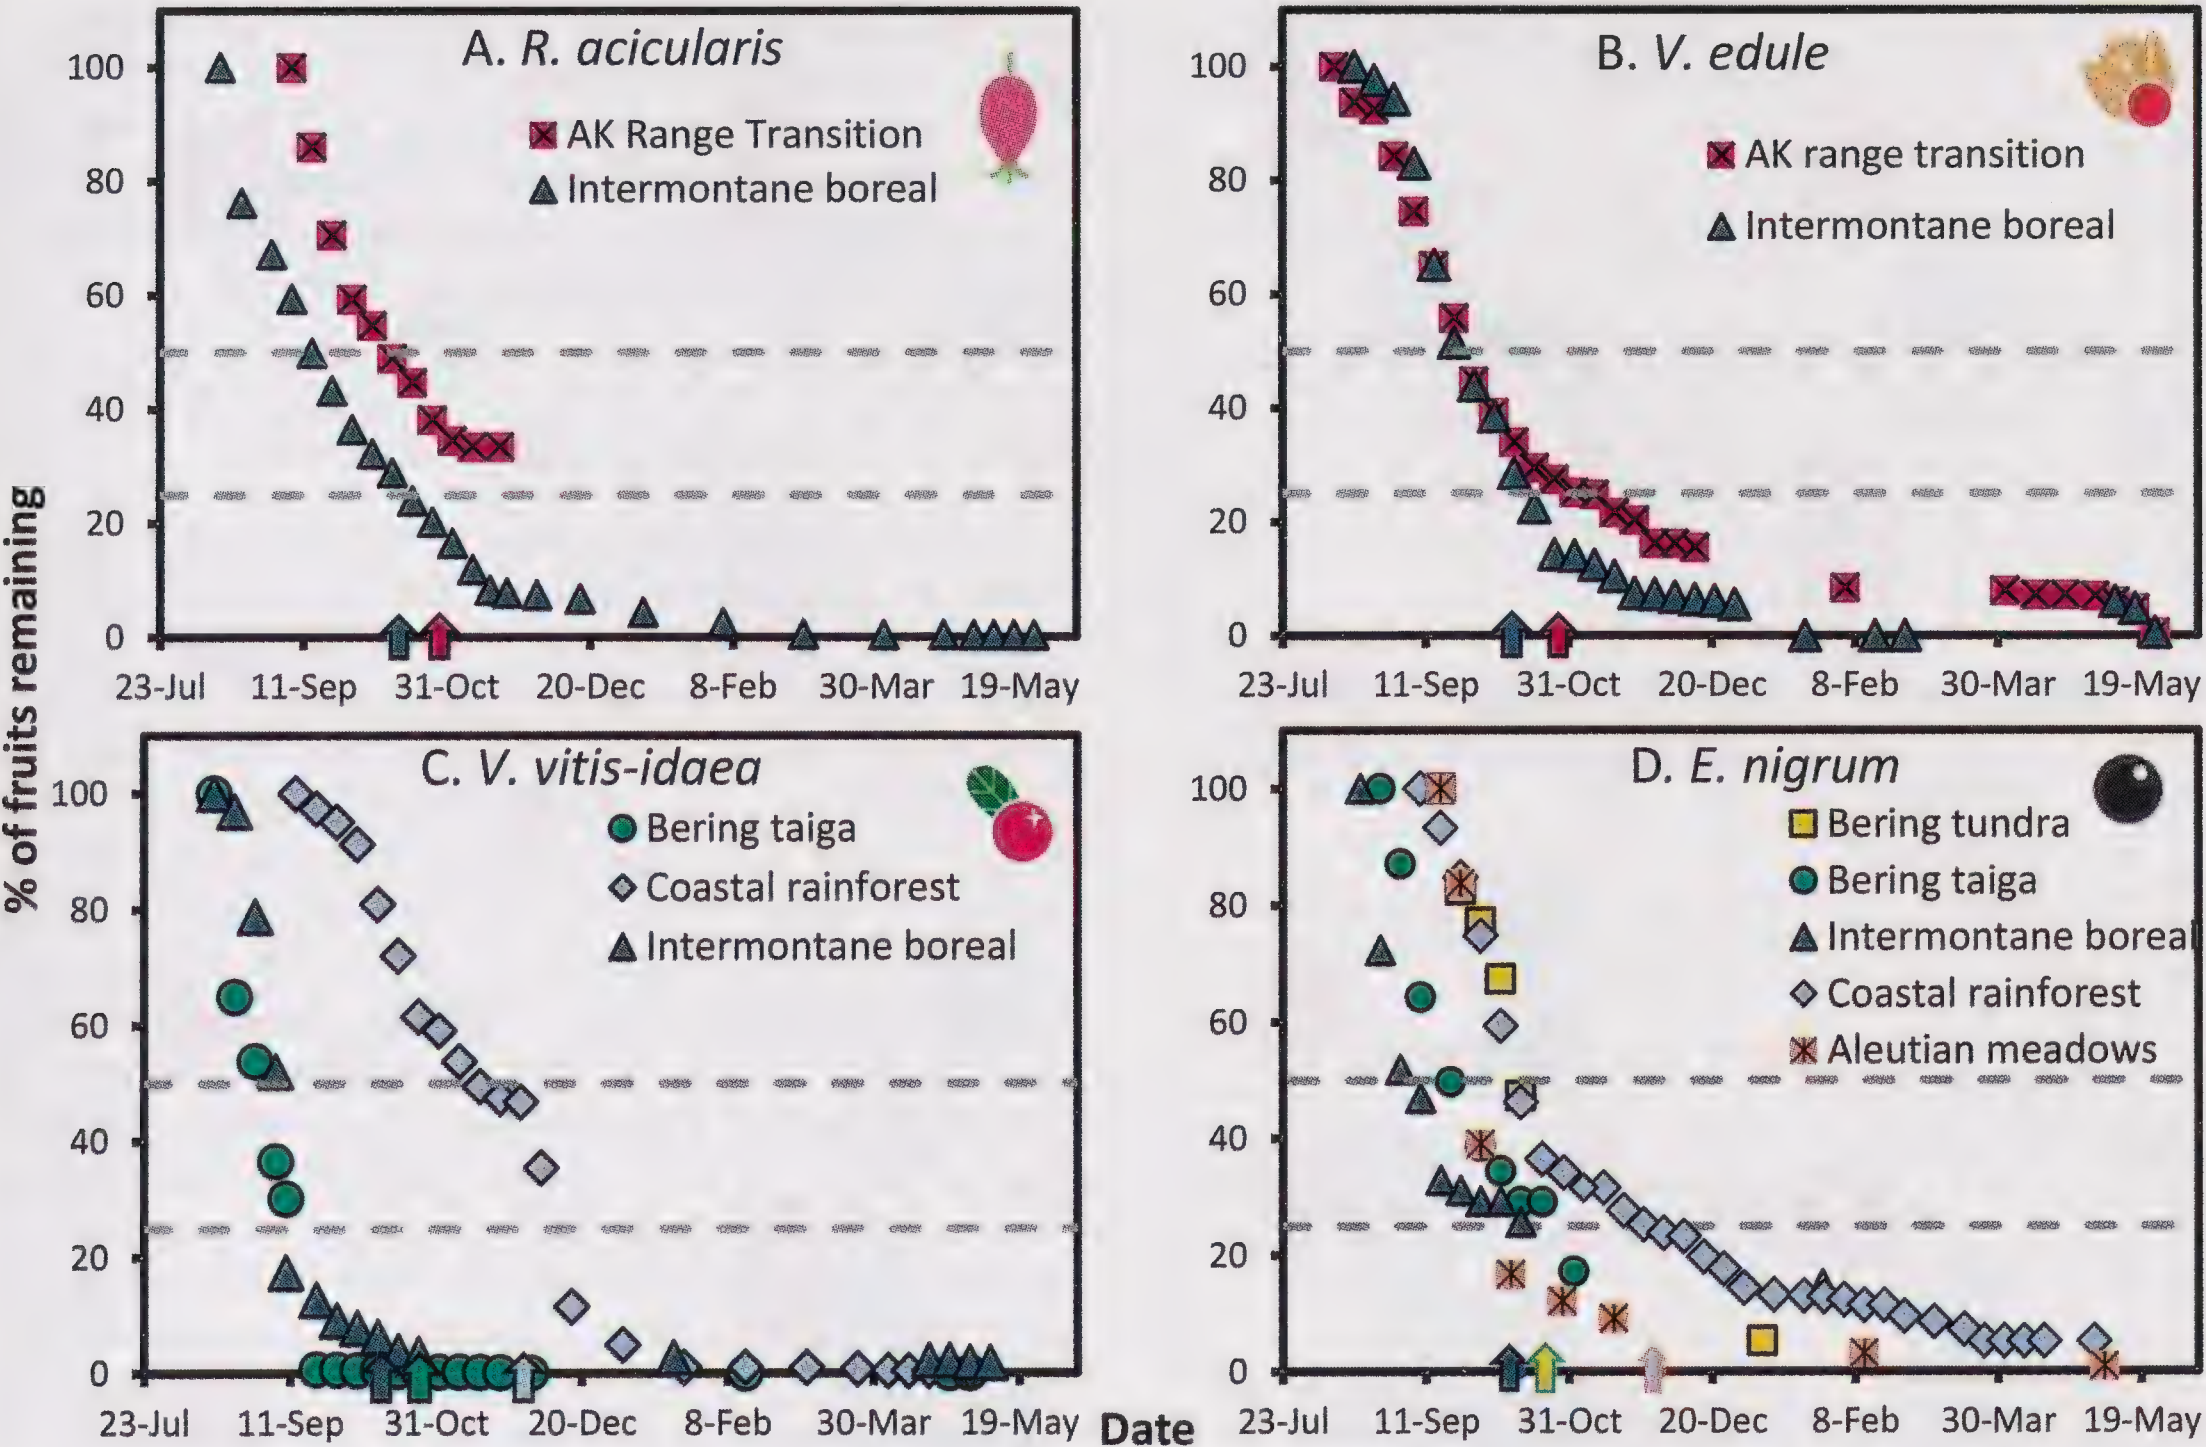 % of fruits remaining
A. R. acicularis
AK Range Transition
Intermontane boreal
100
80
60
40
20
0
23-Jul 11-Sep 31-Oct 20-Dec 8-Feb 30-Mar 19-May
B. V. edule
AK range transition
Intermontane boreal
100
80
60
40
20
0
23-Jul 11-Sep 31-Oct 20-Dec 8-Feb 30-Mar 19-May
C. V. vitis-idaea
Bering taiga
Coastal rainforest
Intermontane boreal
100
80
60
40
20
0
23-Jul 11-Sep 31-Oct 20-Dec 8-Feb 30-Mar 19-May
D. E. nigrum
Bering tundra
Bering taiga
Intermontane boreal
Coastal rainforest
Aleutian meadows
100
80
60
40
20
0
23-Jul 11-Sep 31-Oct 20-Dec 8-Feb 30-Mar 19-May
Date